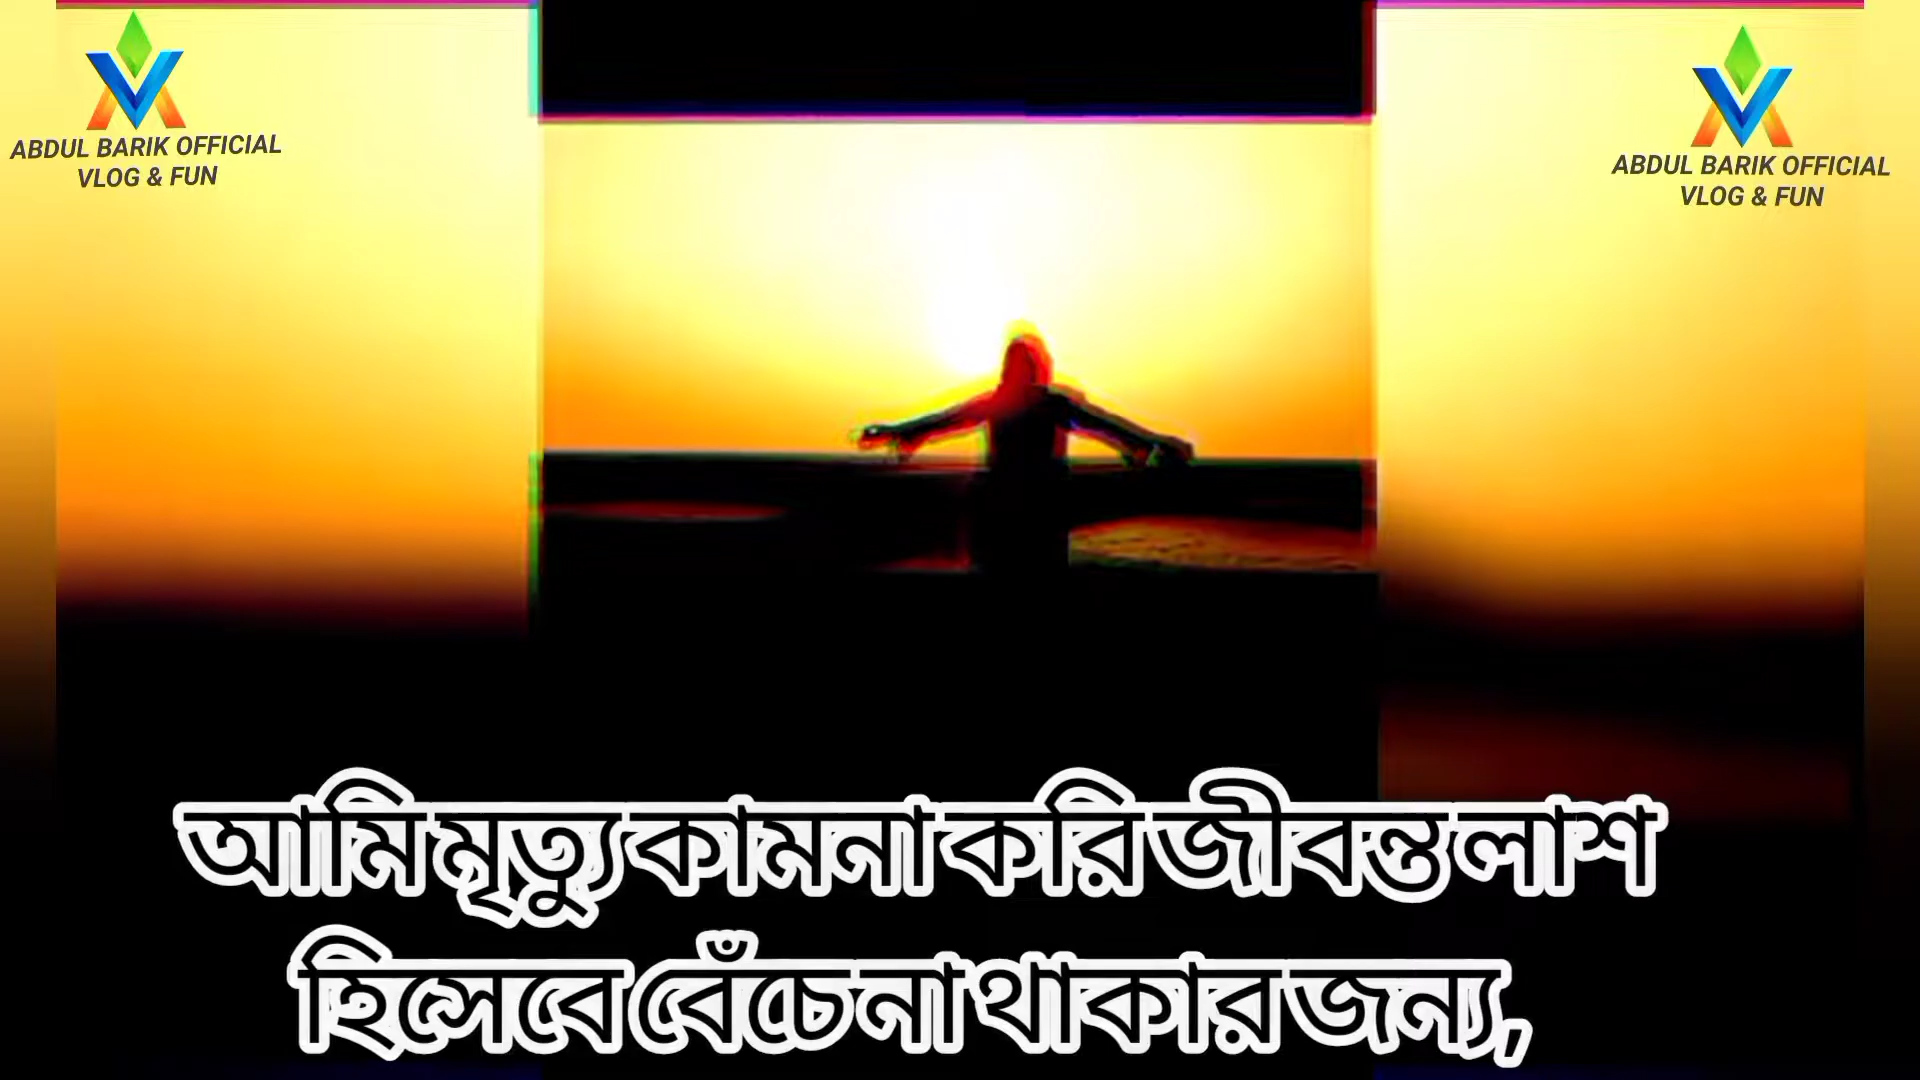 ABDUL BARIK OFFICIAL
VLOG & FUN
ABDUL BARIK OFFICIAL
VLOG & FUN
আমি মৃত্যু কামনা করি জীবন্ত লাশ
হিসেবে বেঁচে না থাকার জন্য,